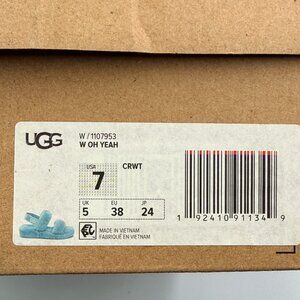 UGG
W / 1107953
W OH YEAH
USA
7
CRWT
UK EU JP
5 38 24
MADE IN VIETNAM
FABRIQUÉ EN VIETNAM
1 92410 91134 9